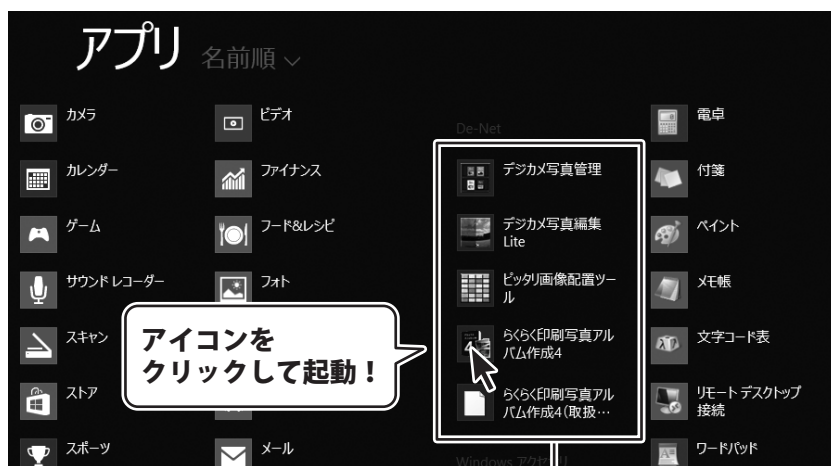 アプリ 名前順
カメラ
カレンダー
ゲーム
サウンド レコーダー
スキャン
ストア
スポーツ
ビデオ
ファイナンス
フード&レシピ
フォト
メール
アイコンを
クリックして起動！
De-Net
デジカメ写真管理
デジカメ写真編集
Lite
ピッタリ画像配置ツー
ル
らくらく印刷写真アル
バム作成4
らくらく印刷写真アル
バム作成4(取扱…
Windows アクセサリ
電卓
付箋
ペイント
メモ帳
文字コード表
リモート デスクトップ
接続
ワードパッド